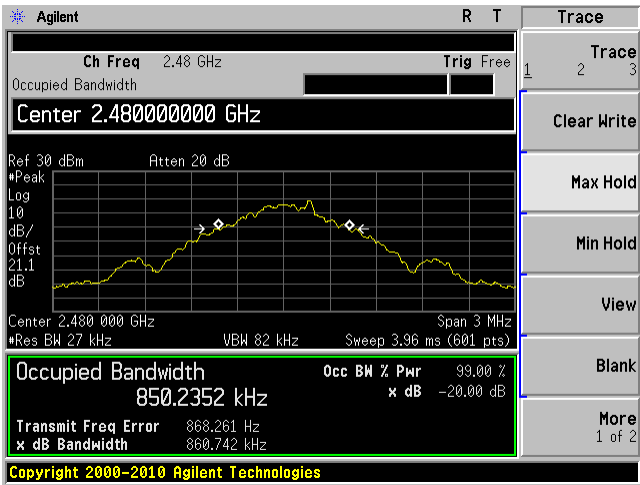 Agilent R T Trace
Ch Freq 2.48 GHz Trig Free
Occupied Bandwidth
Center 2.480000000 GHz
Ref 30 dBm Atten 20 dB
#Peak
Log
10
dB/
Offst
21.1
dB
Center 2.480 000 GHz Span 3 MHz
#Res BW 27 kHz VBW 82 kHz Sweep 3.96 ms (601 pts)
Occupied Bandwidth Occ BW % Pwr 99.00 %
850.2352 kHz x dB -20.00 dB
Transmit Freq Error 868.261 Hz
x dB Bandwidth 860.742 kHz
Copyright 2000-2010 Agilent Technologies
Trace
1 2 3
Clear Write
Max Hold
Min Hold
View
Blank
More
1 of 2